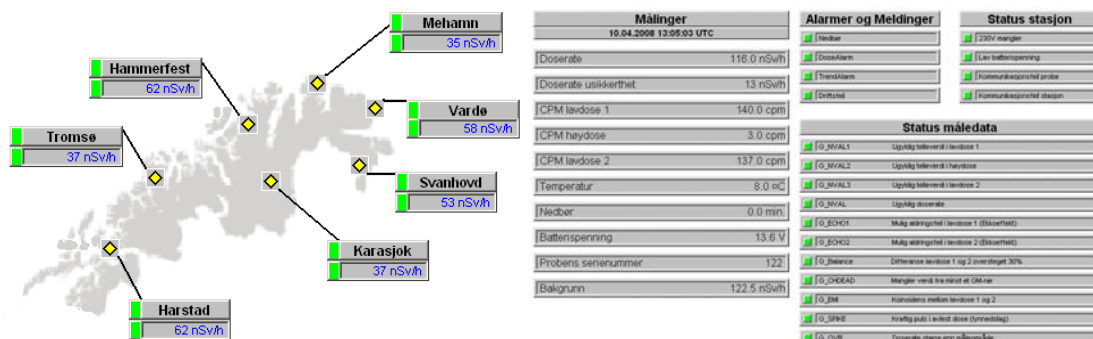 Mehamn
35 nSv/h
Hammerfest
62 nSv/h
Vardø
58 nSv/h
Tromsø
37 nSv/h
Svanhovd
53 nSv/h
Karasjok
37 nSv/h
Harstad
62 nSv/h
Målinger
10.04.2008 13:05:03 UTC
Doserate 116.0 nSv/h
Doserate usikkerthet 13 nSv/h
CPM lavdose 1 140.0 cpm
CPM høydose 3.0 cpm
CPM lavdose 2 137.0 cpm
Temperatur 8.0 ¤C
Nedbør 0.0 min.
Batterispenning 13.6 V
Probens serienummer 122
Bakgrunn 122.5 nSv/h
Alarmer og Meldinger
Nedbør
DoseAlarm
TrendAlarm
Driftsfeil
Status stasjon
230V mangler
Lav batterispenning
Kommunikasjonsfeil probe
Kommunikasjonsfeil stasjon
Status måledata
G_NVAL1 Ugyldig telleverdi i lavdose 1
G_NVAL2 Ugyldig telleverdi i høydose
G_NVAL3 Ugyldig telleverdi i lavdose 2
G_NVAL Ugyldig doserate
G_ECHO1 Mulig aldringsfeil i lavdose 1 (Ekkoeffekt)
G_ECHO2 Mulig aldringsfeil i lavdose 2 (Ekkoeffekt)
G_Balance Differanse lavdose 1 og 2 oversteget 30%
G_CHDEAD Mangler verdi fra minst et GM-rør
G_EMI Koinsidens mellom lavdose 1 og 2
G_SPIKE Kraftig puls i avlest dose (lynnedslag)
G_OVR Doserate større enn måleområde